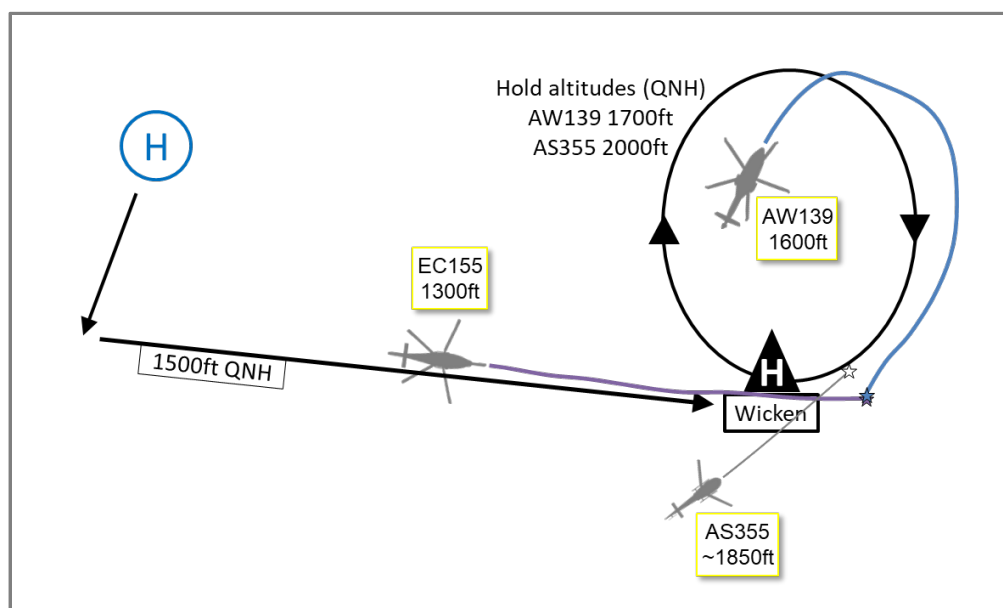 Hold altitudes (QNH)
AW139 1700ft
AS355 2000ft
H
AW139
1600ft
EC155
1300ft
1500ft QNH
H
Wicken
AS355
~1850ft